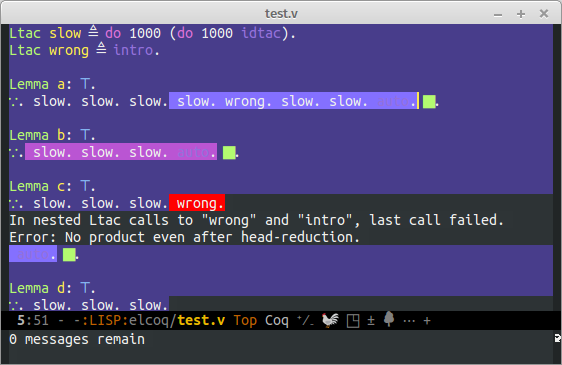 test.v
Ltac slow ≜ do 1000 (do 1000 idtac).
Ltac wrong ≜ intro.
Lemma a: ⊤.
∵. slow. slow. slow. slow. wrong. slow. slow. auto. ■.
Lemma b: ⊤.
∵. slow. slow. slow. auto. ■.
Lemma c: ⊤.
∵. slow. slow. slow. wrong.
In nested Ltac calls to "wrong" and "intro", last call failed.
Error: No product even after head-reduction.
. ■.
Lemma d: ⊤.
∵. slow. slow. slow.
5:51 - -:LISP:elcoq/test.v Top Coq +/- 🐓 ◳ ± 🌳 ⋯ +
0 messages remain